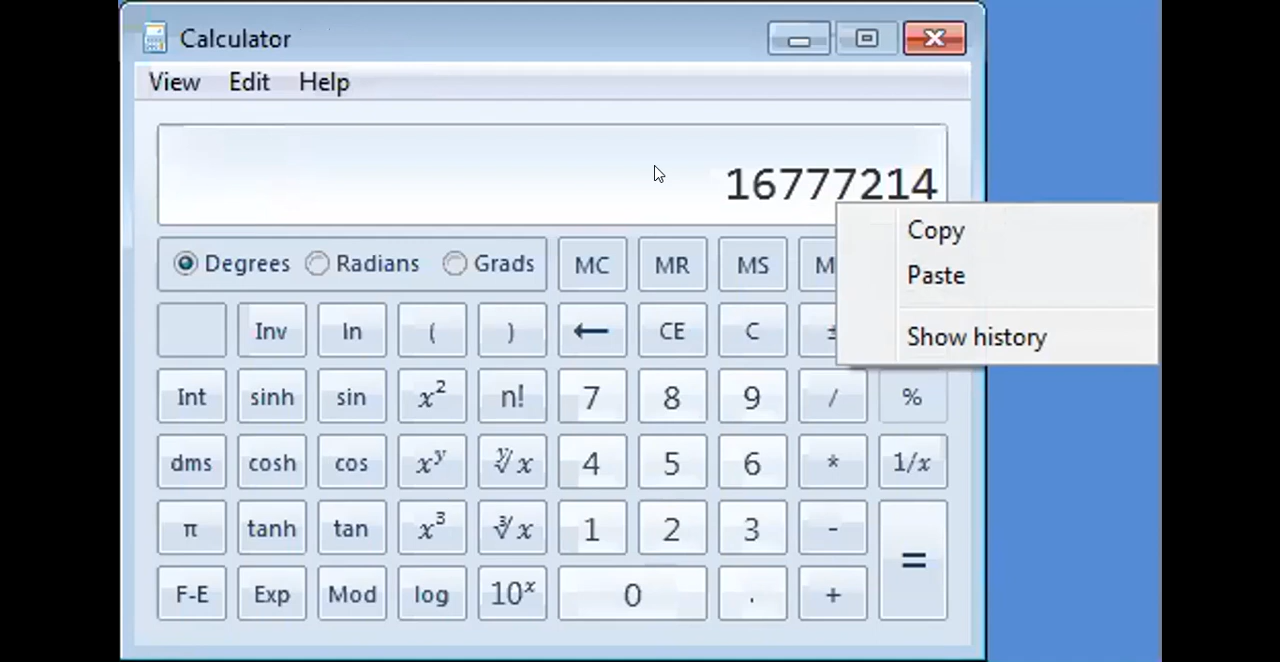 Calculator
View Edit Help
16777214
Copy
Paste
Show history
Degrees Radians Grads MC MR MS M
Inv ln ( ) ← CE C
Int sinh sin x² n! 7 8 9 / %
dms cosh cos xʸ ʸ√x 4 5 6 * 1/x
π tanh tan x³ ³√x 1 2 3 - =
F-E Exp Mod log 10ˣ 0 . +